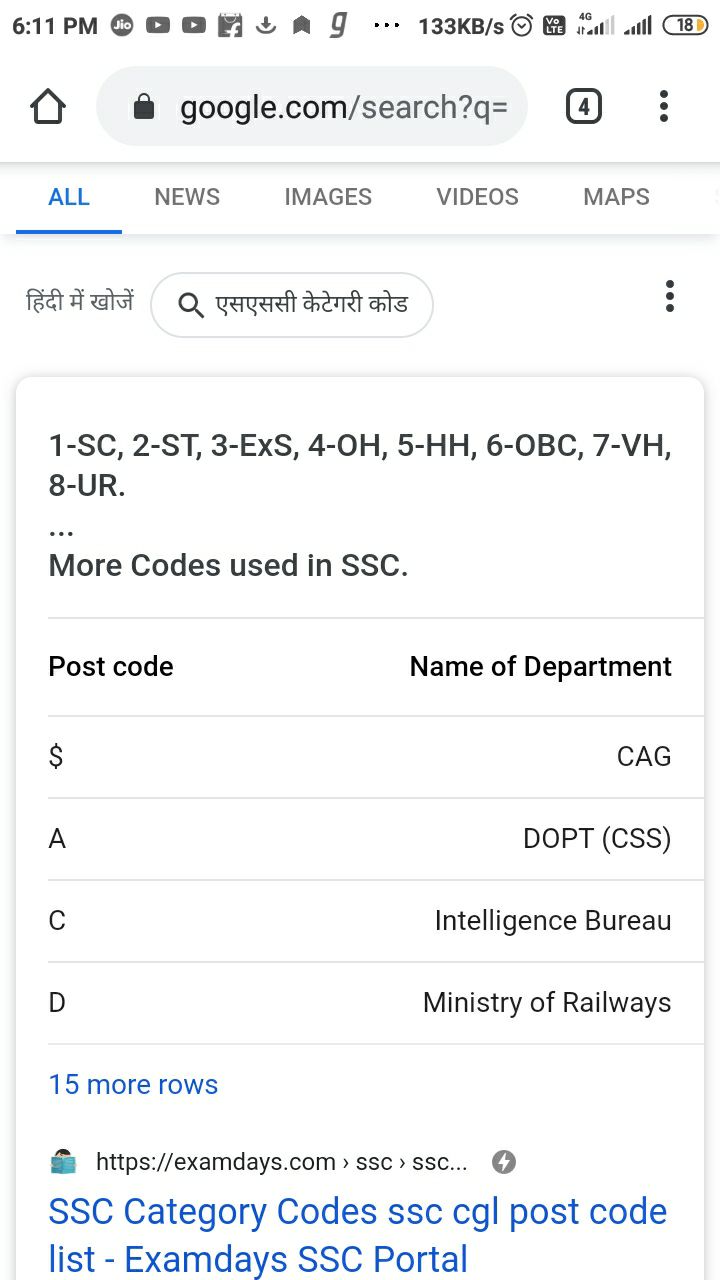 6:11 PM Jio g ... 133KB/s Vo LTE 4G 18
google.com/search?q= 4
ALL NEWS IMAGES VIDEOS MAPS
हिंदी में खोजें एसएससी केटेगरी कोड
1-SC, 2-ST, 3-ExS, 4-OH, 5-HH, 6-OBC, 7-VH,
8-UR.
...
More Codes used in SSC.
Post code Name of Department
$ CAG
A DOPT (CSS)
C Intelligence Bureau
D Ministry of Railways
15 more rows
https://examdays.com › ssc › ssc...
SSC Category Codes ssc cgl post code
list - Examdays SSC Portal